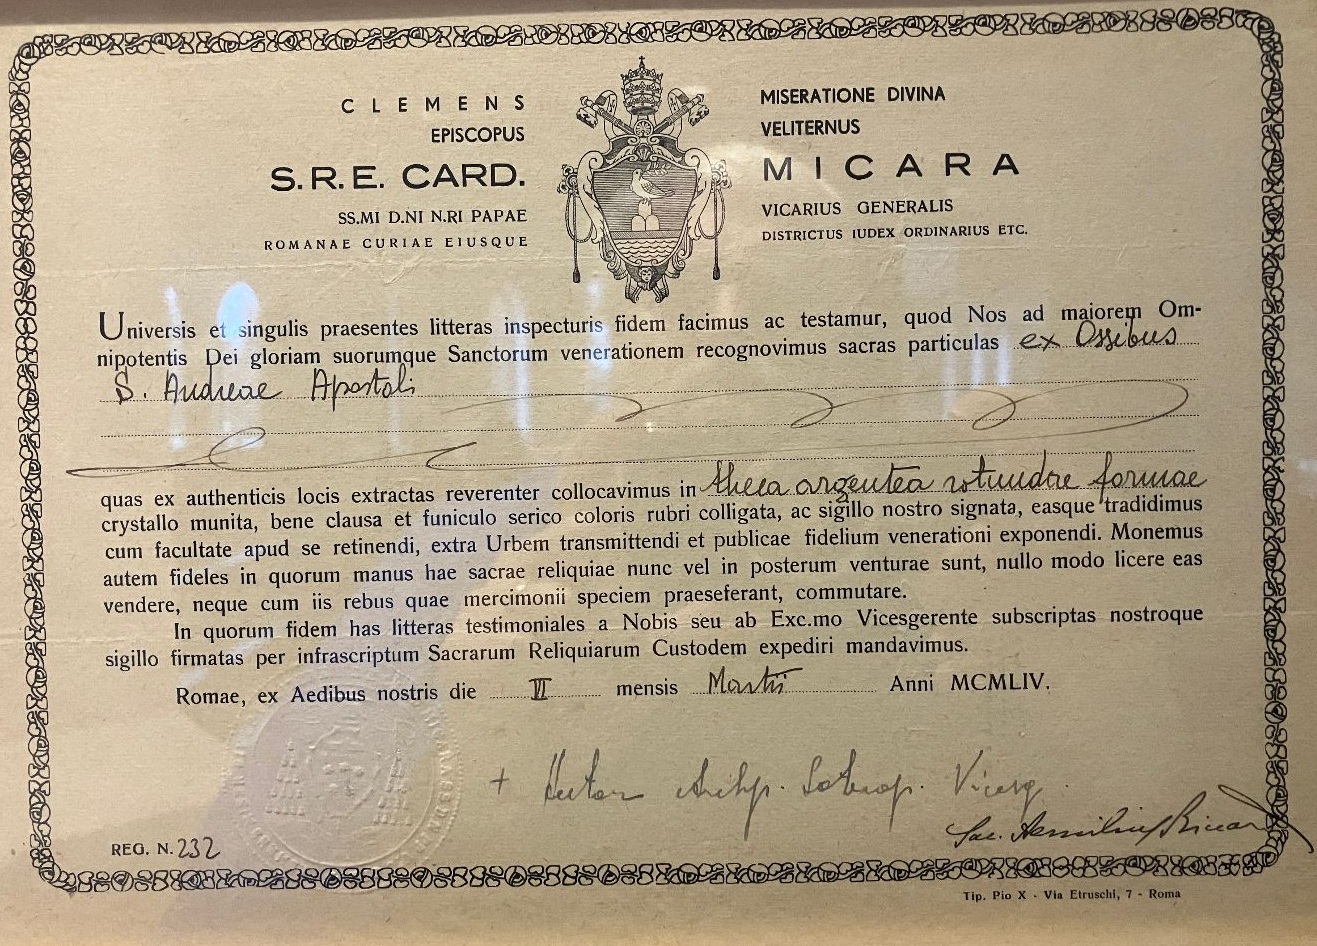 CLEMENS MISERATIONE DIVINA
EPISCOPUS VELITERNUS
S.R.E. CARD. MICARA
SS.MI D.NI N.RI PAPAE VICARIUS GENERALIS
ROMANAE CURIAE EIUSQUE DISTRICTUS IUDEX ORDINARIUS ETC.
Universis et singulis praesentes litteras inspecturis fidem facimus ac testamur, quod Nos ad maiorem Om-
nipotentis Dei gloriam suorumque Sanctorum venerationem recognovimus sacras particulas ex Ossibus
S. Andreae Apostoli
quas ex authenticis locis extractas reverenter collocavimus in theca argentea rotundae formae
crystallo munita, bene clausa et funiculo serico coloris rubri colligata, ac sigillo nostro signata, easque tradidimus
cum facultate apud se retinendi, extra Urbem transmittendi et publicae fidelium venerationi exponendi. Monemus
autem fideles in quorum manus hae sacrae reliquiae nunc vel in posterum venturae sunt, nullo modo licere eas
vendere, neque cum iis rebus quae mercimonii speciem praeseferant, commutare.
In quorum fidem has litteras testimoniales a Nobis seu ab Exc.mo Vicesgerente subscriptas nostroque
sigillo firmatas per infrascriptum Sacrarum Reliquiarum Custodem expediri mandavimus.
Romae, ex Aedibus nostris die VI mensis Martii Anni MCMLIV.
+ Hector Archp. Vicesg.
Sac. Aemilius
REG. N. 232
Tip. Pio X - Via Etruschi, 7 - Roma